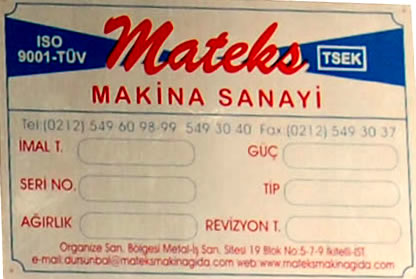 ISO
9001-TÜV
Mateks
TSEK
MAKİNA SANAYİ
Tel:(0212) 549 60 98-99 549 30 40 Fax:(0212) 549 30 37
İMAL T.
GÜÇ
SERİ NO.
TİP
AĞIRLIK
REVİZYON T.
Organize San. Bölgesi Metal-İş San. Sitesi 19 Blok No:5-7-9 İkitelli-İST.
e-mail.dursunbal@mateksmakinagida.com www.mateksmakinagida.com